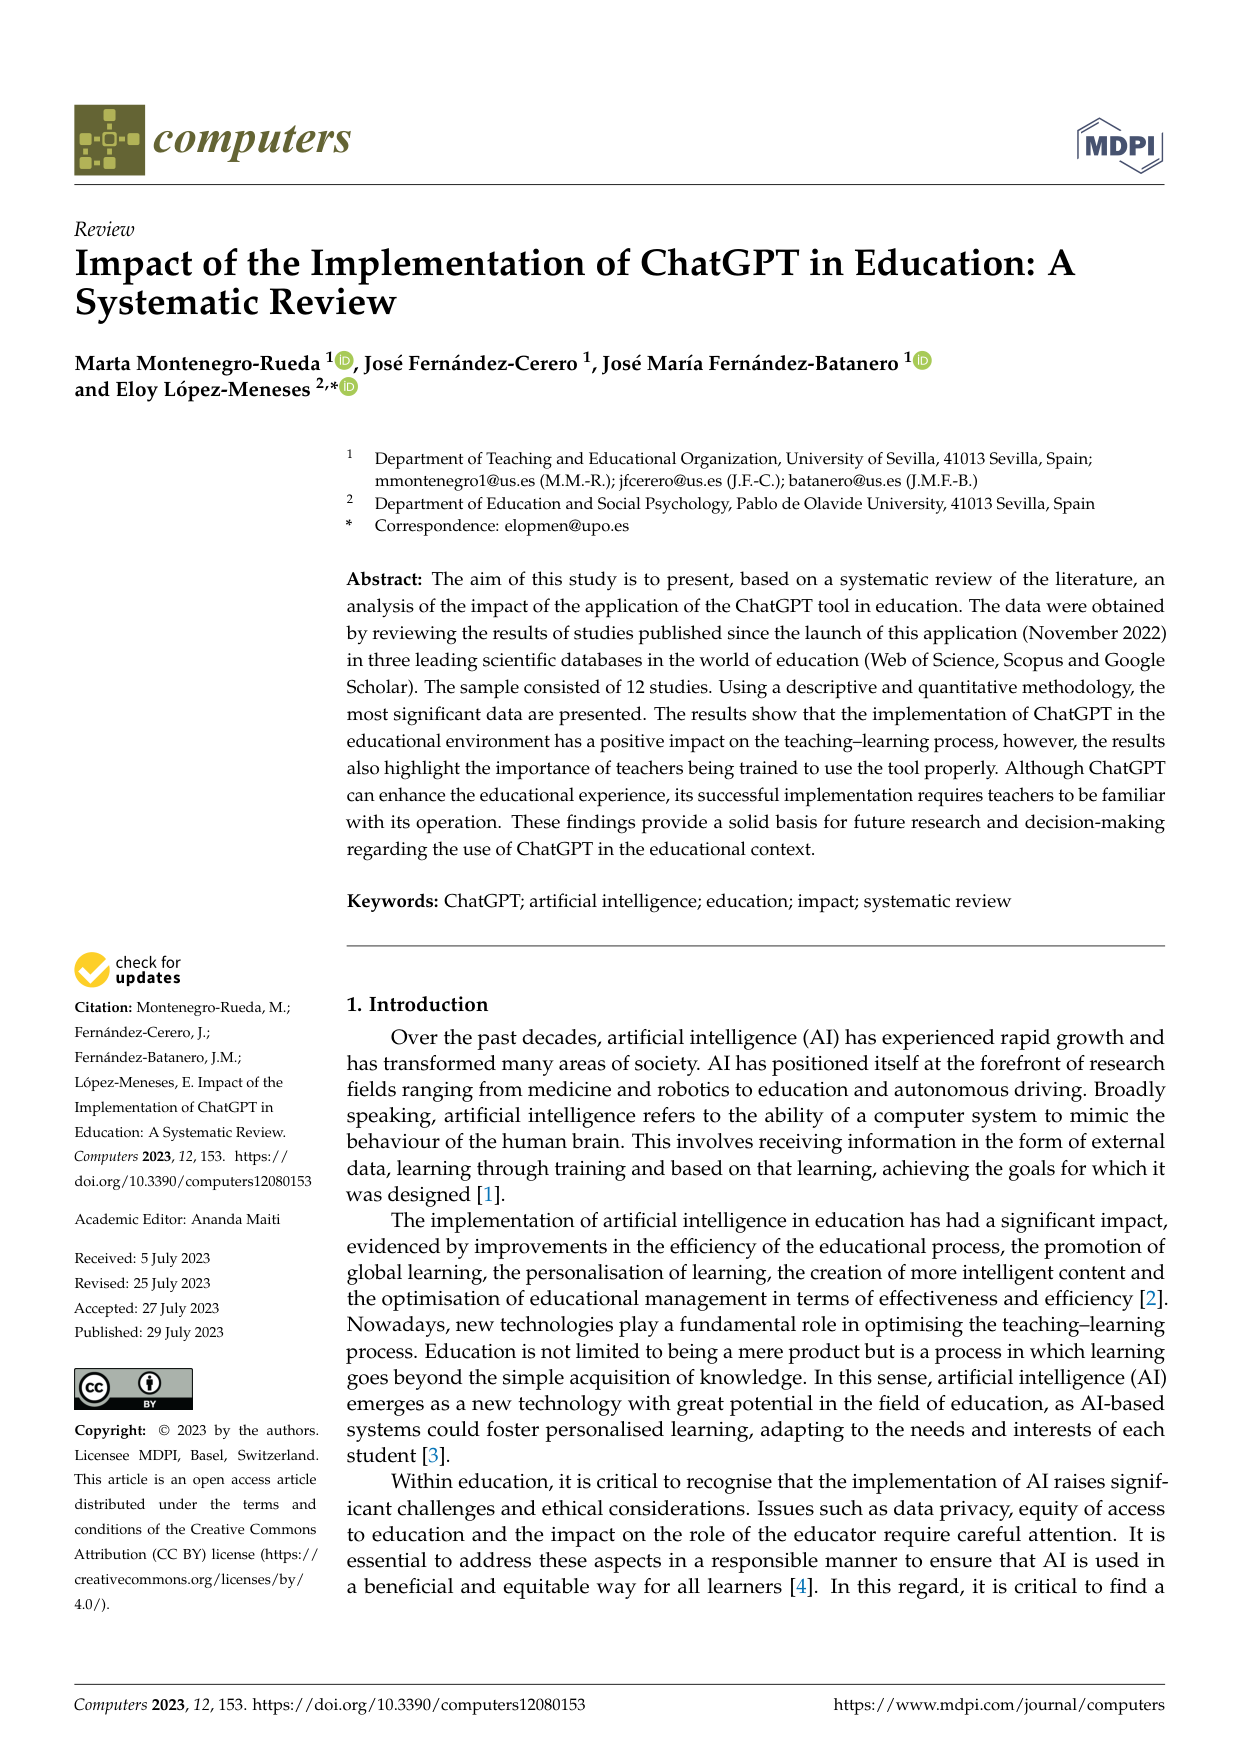 computers
MDPI
Review
Impact of the Implementation of ChatGPT in Education: A
Systematic Review
Marta Montenegro-Rueda 1 iD, José Fernández-Cerero 1, José María Fernández-Batanero 1 iD
and Eloy López-Meneses 2,* iD
1 Department of Teaching and Educational Organization, University of Sevilla, 41013 Sevilla, Spain;
mmontenegro1@us.es (M.M.-R.); jfcerero@us.es (J.F.-C.); batanero@us.es (J.M.F.-B.)
2 Department of Education and Social Psychology, Pablo de Olavide University, 41013 Sevilla, Spain
* Correspondence: elopmen@upo.es
Abstract: The aim of this study is to present, based on a systematic review of the literature, an
analysis of the impact of the application of the ChatGPT tool in education. The data were obtained
by reviewing the results of studies published since the launch of this application (November 2022)
in three leading scientific databases in the world of education (Web of Science, Scopus and Google
Scholar). The sample consisted of 12 studies. Using a descriptive and quantitative methodology, the
most significant data are presented. The results show that the implementation of ChatGPT in the
educational environment has a positive impact on the teaching–learning process, however, the results
also highlight the importance of teachers being trained to use the tool properly. Although ChatGPT
can enhance the educational experience, its successful implementation requires teachers to be familiar
with its operation. These findings provide a solid basis for future research and decision-making
regarding the use of ChatGPT in the educational context.
Keywords: ChatGPT; artificial intelligence; education; impact; systematic review
check for
updates
Citation: Montenegro-Rueda, M.;
Fernández-Cerero, J.;
Fernández-Batanero, J.M.;
López-Meneses, E. Impact of the
Implementation of ChatGPT in
Education: A Systematic Review.
Computers 2023, 12, 153. https://
doi.org/10.3390/computers12080153
Academic Editor: Ananda Maiti
Received: 5 July 2023
Revised: 25 July 2023
Accepted: 27 July 2023
Published: 29 July 2023
cc BY
Copyright: © 2023 by the authors.
Licensee MDPI, Basel, Switzerland.
This article is an open access article
distributed under the terms and
conditions of the Creative Commons
Attribution (CC BY) license (https://
creativecommons.org/licenses/by/
4.0/).
1. Introduction
Over the past decades, artificial intelligence (AI) has experienced rapid growth and
has transformed many areas of society. AI has positioned itself at the forefront of research
fields ranging from medicine and robotics to education and autonomous driving. Broadly
speaking, artificial intelligence refers to the ability of a computer system to mimic the
behaviour of the human brain. This involves receiving information in the form of external
data, learning through training and based on that learning, achieving the goals for which it
was designed [1].
The implementation of artificial intelligence in education has had a significant impact,
evidenced by improvements in the efficiency of the educational process, the promotion of
global learning, the personalisation of learning, the creation of more intelligent content and
the optimisation of educational management in terms of effectiveness and efficiency [2].
Nowadays, new technologies play a fundamental role in optimising the teaching–learning
process. Education is not limited to being a mere product but is a process in which learning
goes beyond the simple acquisition of knowledge. In this sense, artificial intelligence (AI)
emerges as a new technology with great potential in the field of education, as AI-based
systems could foster personalised learning, adapting to the needs and interests of each
student [3].
Within education, it is critical to recognise that the implementation of AI raises signif-
icant challenges and ethical considerations. Issues such as data privacy, equity of access
to education and the impact on the role of the educator require careful attention. It is
essential to address these aspects in a responsible manner to ensure that AI is used in
a beneficial and equitable way for all learners [4]. In this regard, it is critical to find a
Computers 2023, 12, 153. https://doi.org/10.3390/computers12080153
https://www.mdpi.com/journal/computers